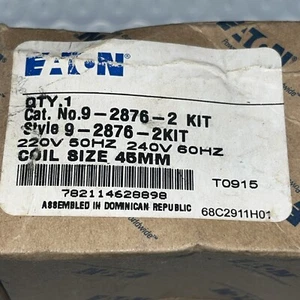 EATON
QTY.1
Cat. No.9-2876-2 KIT
Style 9-2876-2KIT
220V 50HZ 240V 60HZ
COIL SIZE 45MM
782114628898
T0915
ASSEMBLED IN DOMINICAN REPUBLIC
68C2911H01